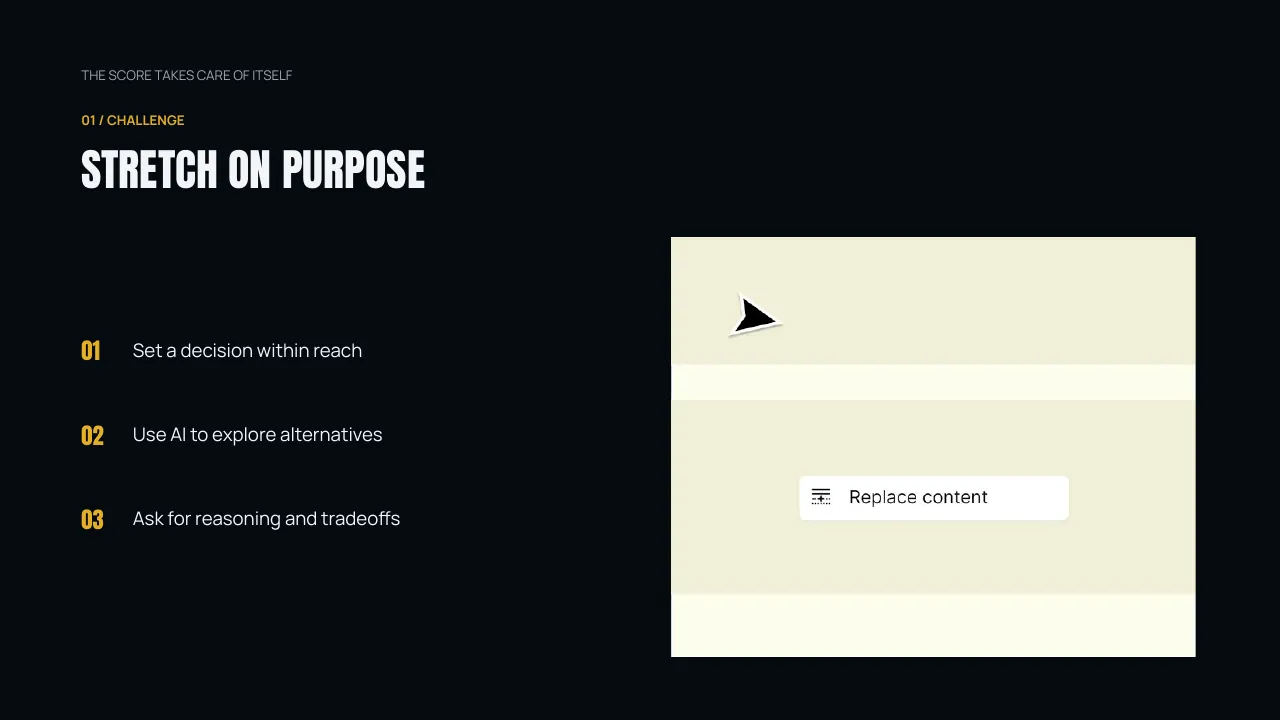 THE SCORE TAKES CARE OF ITSELF
01 / CHALLENGE
STRETCH ON PURPOSE
01 Set a decision within reach
02 Use AI to explore alternatives
03 Ask for reasoning and tradeoffs
Replace content